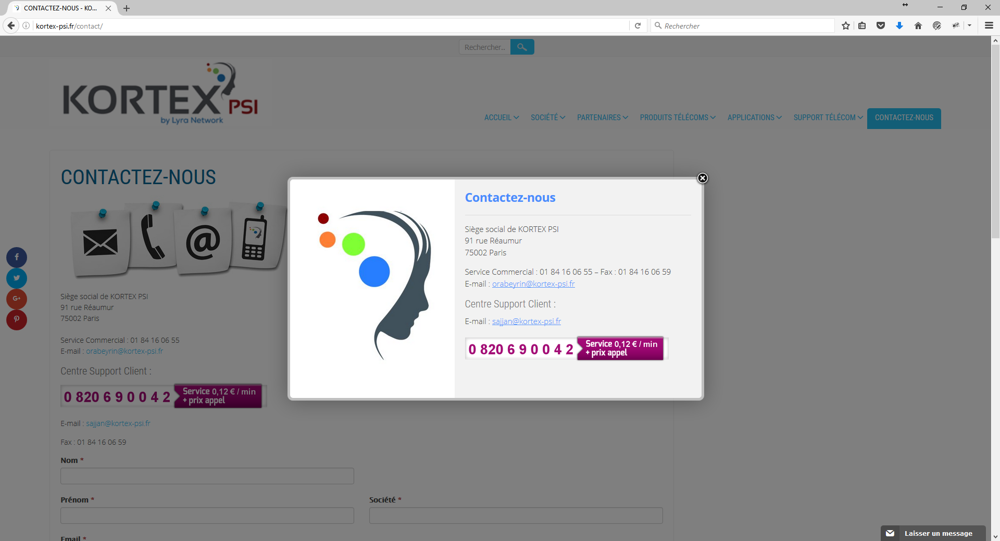 CONTACTEZ-NOUS - KO...
kortex-psi.fr/contact/
Rechercher
Rechercher..
KORTEX PSI
by Lyra Network
ACCUEIL
SOCIÉTÉ
PARTENAIRES
PRODUITS TÉLÉCOMS
APPLICATIONS
SUPPORT TÉLÉCOM
CONTACTEZ-NOUS
CONTACTEZ-NOUS
@
Siège social de KORTEX PSI
91 rue Réaumur
75002 Paris
Service Commercial : 01 84 16 06 55
E-mail : orabeyrin@kortex-psi.fr
Centre Support Client :
0 820 6 9 0 0 4 2
Service 0,12 € / min
+ prix appel
E-mail : sajjan@kortex-psi.fr
Fax : 01 84 16 06 59
Nom *
Prénom *
Société *
Email *
Contactez-nous
Siège social de KORTEX PSI
91 rue Réaumur
75002 Paris
Service Commercial : 01 84 16 06 55 – Fax : 01 84 16 06 59
E-mail : orabeyrin@kortex-psi.fr
Centre Support Client :
E-mail : sajjan@kortex-psi.fr
0 820 6 9 0 0 4 2
Service 0,12 € / min
+ prix appel
Laisser un message